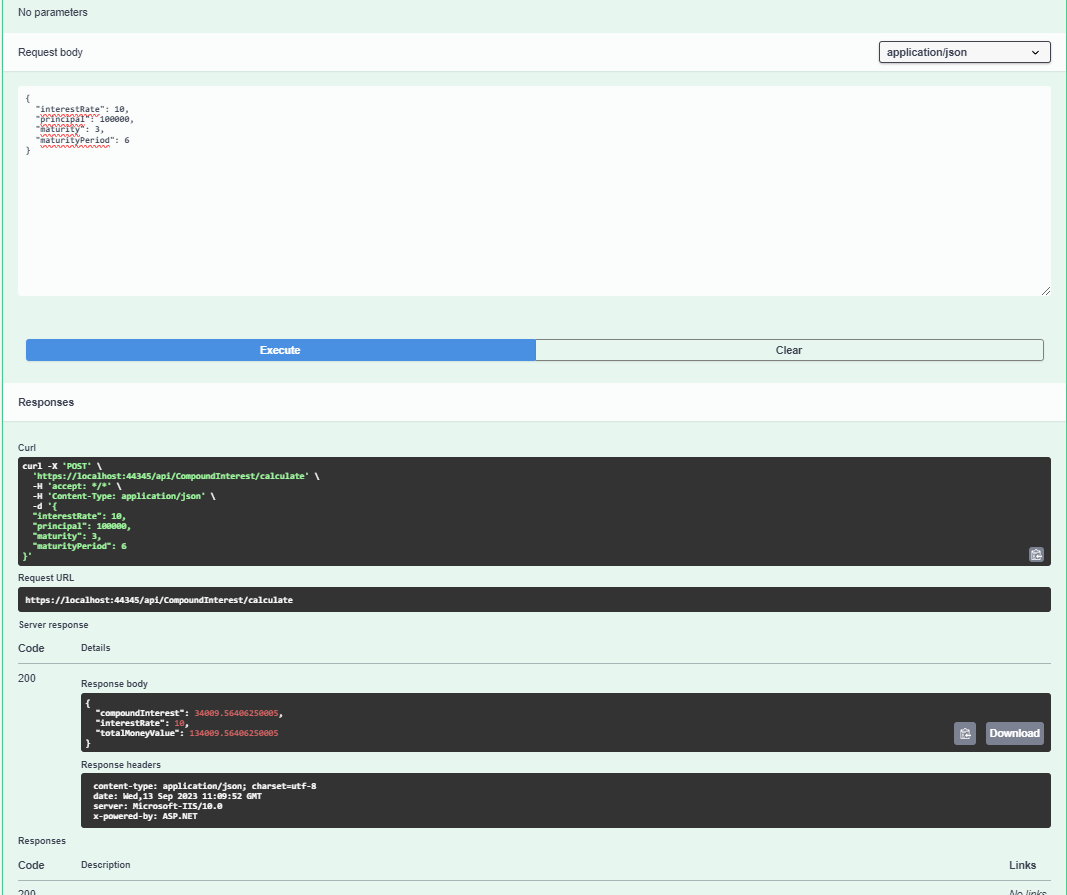 No parameters
Request body
application/json
{
"interestRate": 10,
"principal": 100000,
"maturity": 3,
"maturityPeriod": 6
}
Execute
Clear
Responses
Curl
curl -X 'POST' \
'https://localhost:44345/api/CompoundInterest/calculate' \
-H 'accept: */*' \
-H 'Content-Type: application/json' \
-d '{
"interestRate": 10,
"principal": 100000,
"maturity": 3,
"maturityPeriod": 6
}'
Request URL
https://localhost:44345/api/CompoundInterest/calculate
Server response
Code
Details
200
Response body
{
"compoundInterest": 34009.56406250005,
"interestRate": 10,
"totalMoneyValue": 134009.56406250005
}
Download
Response headers
content-type: application/json; charset=utf-8
date: Wed,13 Sep 2023 11:09:52 GMT
server: Microsoft-IIS/10.0
x-powered-by: ASP.NET
Responses
Code
Description
Links
200
No links